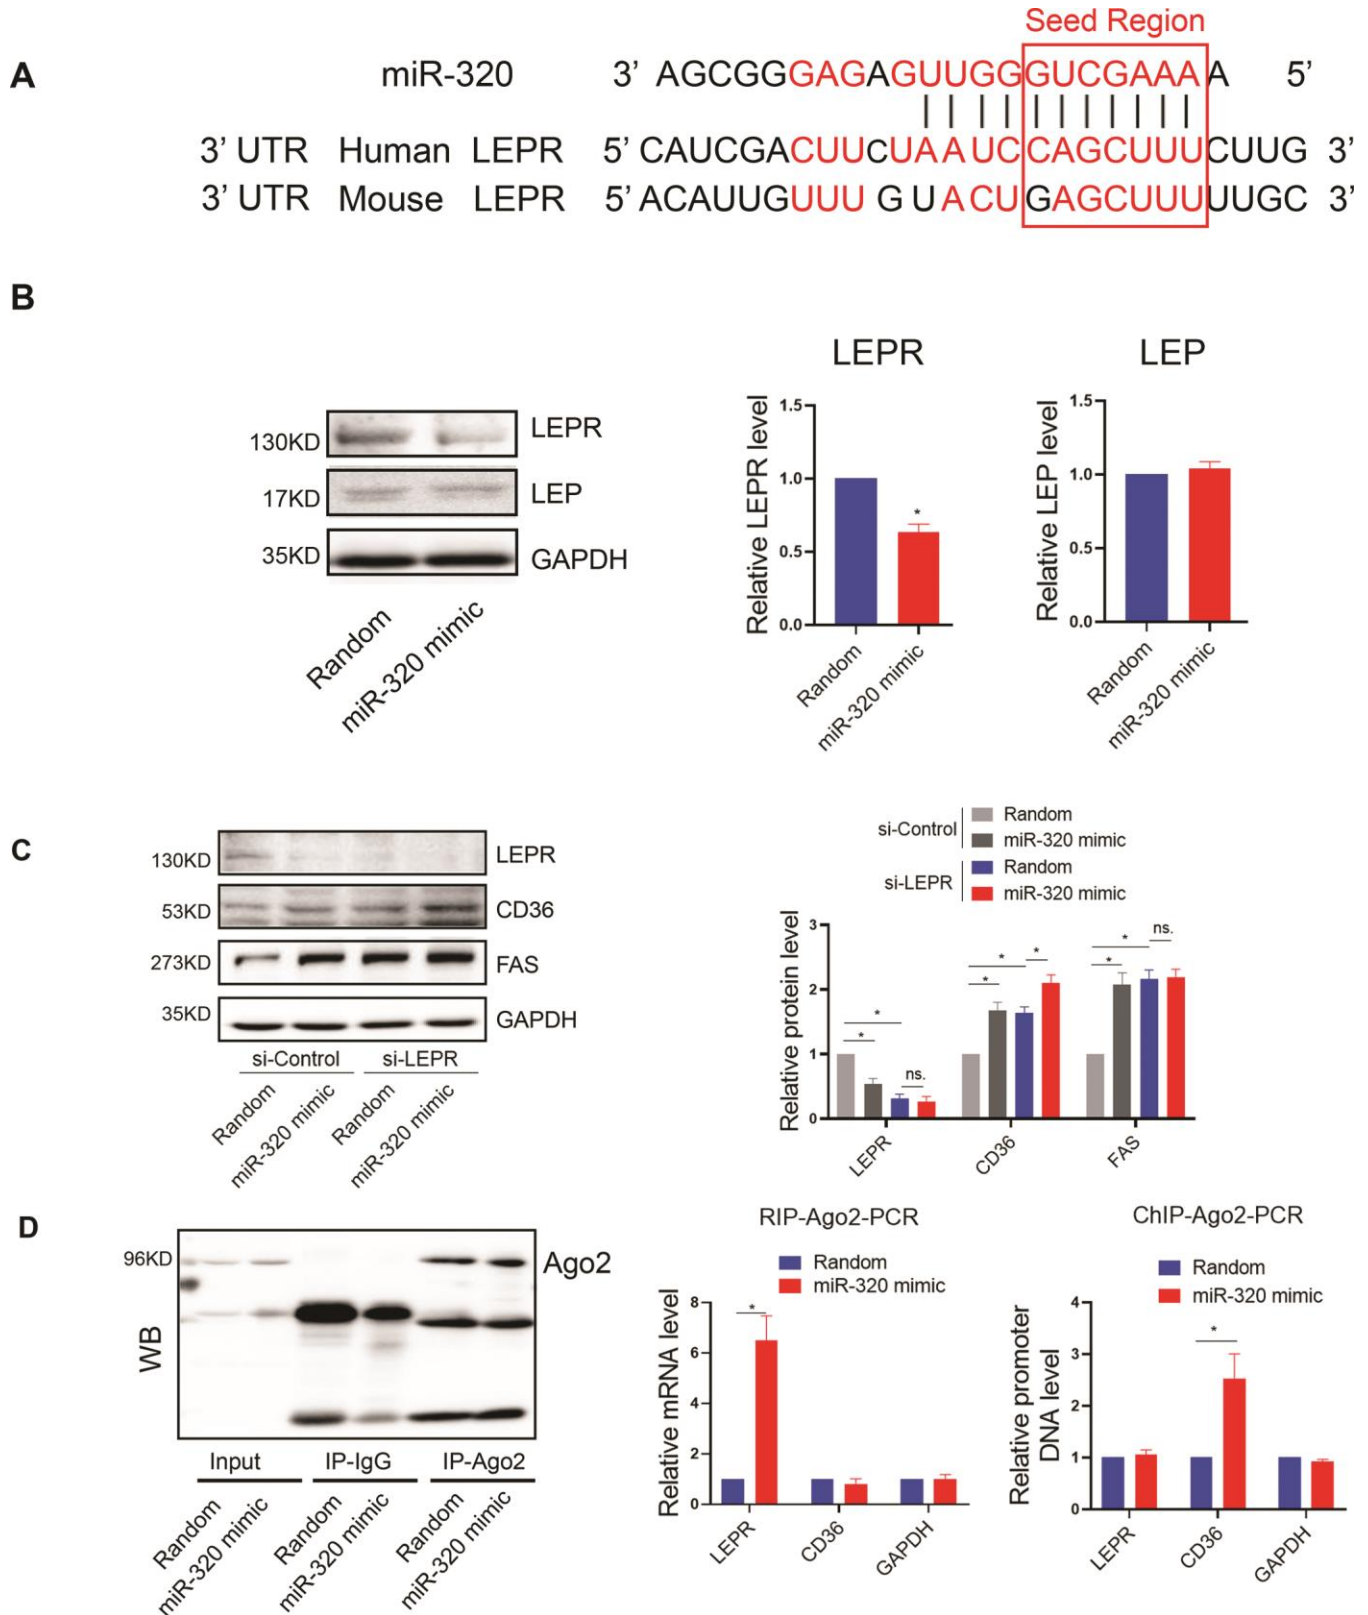 Seed Region
A
miR-320 3' AGCGGGAGAGUUGGGUCGAAAA 5'
3' UTR Human LEPR 5' CAUCGACUUCUAAUCCAGCUUUCUUG 3'
3' UTR Mouse LEPR 5' ACAUUGUUU GUACUGAGCUUUUUGC 3'
B
130KD LEPR
17KD LEP
35KD GAPDH
Random
miR-320 mimic
LEPR
Relative LEPR level
1.5
1.0
0.5
0.0
*
Random
miR-320 mimic
LEP
Relative LEP level
1.5
1.0
0.5
0.0
Random
miR-320 mimic
C
130KD LEPR
53KD CD36
273KD FAS
35KD GAPDH
si-Control si-LEPR
Random
miR-320 mimic
Random
miR-320 mimic
si-Control
Random
miR-320 mimic
si-LEPR
Random
miR-320 mimic
Relative protein level
3
2
1
0
* * ns.
* * *
* * ns.
LEPR
CD36
FAS
D
96KD Ago2
WB
Input IP-IgG IP-Ago2
Random
miR-320 mimic
Random
miR-320 mimic
Random
miR-320 mimic
RIP-Ago2-PCR
Random
miR-320 mimic
Relative mRNA level
8
6
4
2
0
*
LEPR
CD36
GAPDH
ChIP-Ago2-PCR
Random
miR-320 mimic
Relative promoter
DNA level
4
3
2
1
0
*
LEPR
CD36
GAPDH